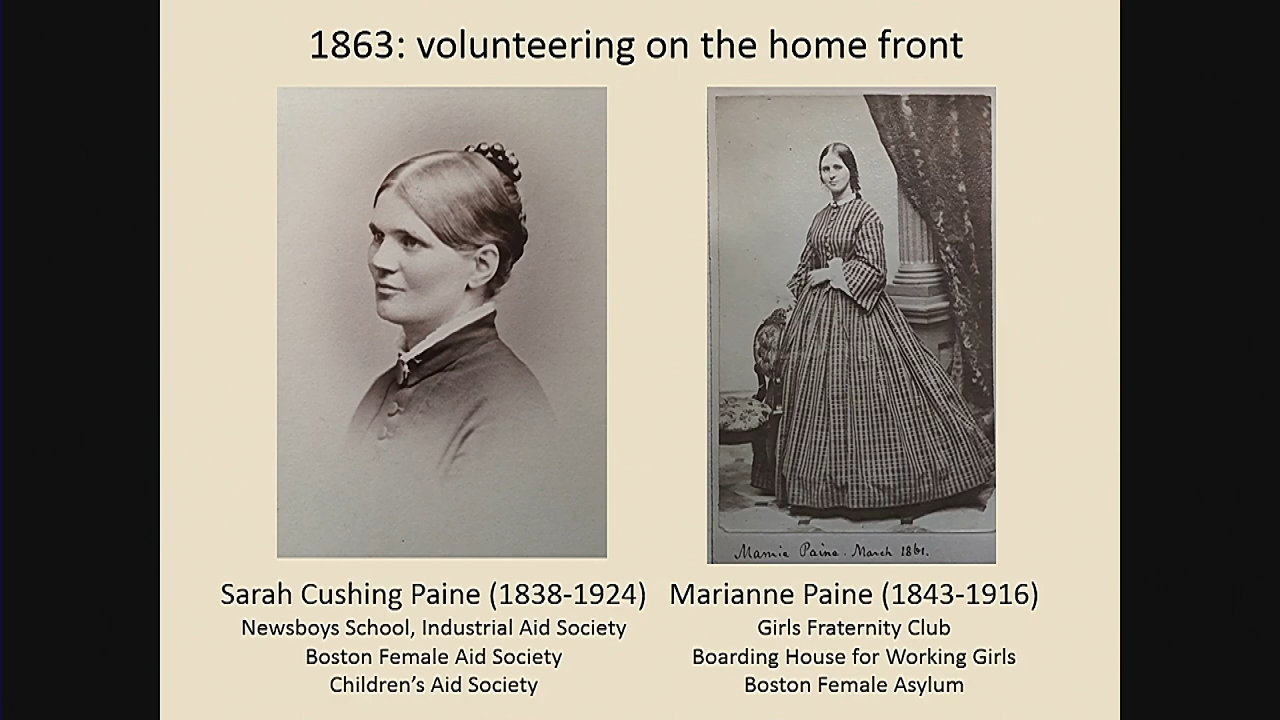 1863: volunteering on the home front
Mamie Paine. March 1861.
Sarah Cushing Paine (1838-1924)
Newsboys School, Industrial Aid Society
Boston Female Aid Society
Children's Aid Society
Marianne Paine (1843-1916)
Girls Fraternity Club
Boarding House for Working Girls
Boston Female Asylum